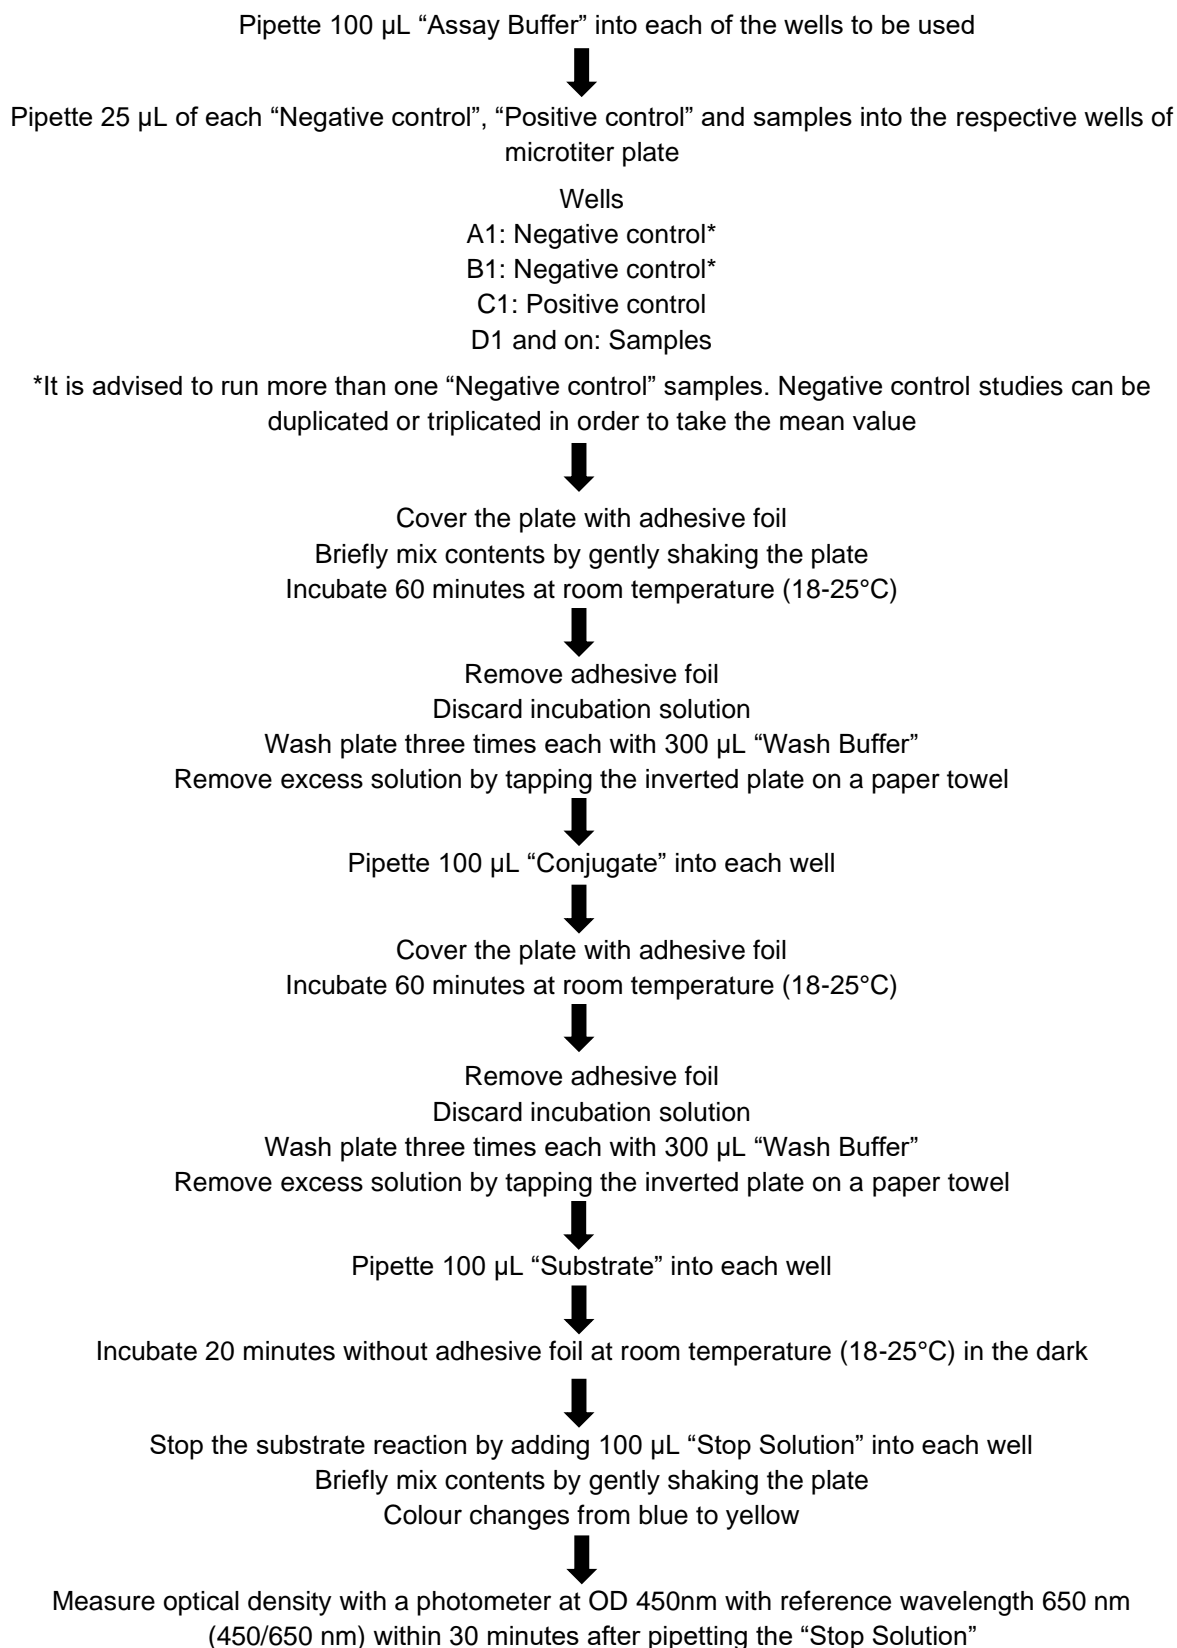 Pipette 100 µL “Assay Buffer” into each of the wells to be used
Pipette 25 µL of each “Negative control”, “Positive control” and samples into the respective wells of
microtiter plate
Wells
A1: Negative control*
B1: Negative control*
C1: Positive control
D1 and on: Samples
*It is advised to run more than one “Negative control” samples. Negative control studies can be
duplicated or triplicated in order to take the mean value
Cover the plate with adhesive foil
Briefly mix contents by gently shaking the plate
Incubate 60 minutes at room temperature (18-25°C)
Remove adhesive foil
Discard incubation solution
Wash plate three times each with 300 µL “Wash Buffer”
Remove excess solution by tapping the inverted plate on a paper towel
Pipette 100 µL “Conjugate” into each well
Cover the plate with adhesive foil
Incubate 60 minutes at room temperature (18-25°C)
Remove adhesive foil
Discard incubation solution
Wash plate three times each with 300 µL “Wash Buffer”
Remove excess solution by tapping the inverted plate on a paper towel
Pipette 100 µL “Substrate” into each well
Incubate 20 minutes without adhesive foil at room temperature (18-25°C) in the dark
Stop the substrate reaction by adding 100 µL “Stop Solution” into each well
Briefly mix contents by gently shaking the plate
Colour changes from blue to yellow
Measure optical density with a photometer at OD 450nm with reference wavelength 650 nm
(450/650 nm) within 30 minutes after pipetting the “Stop Solution”